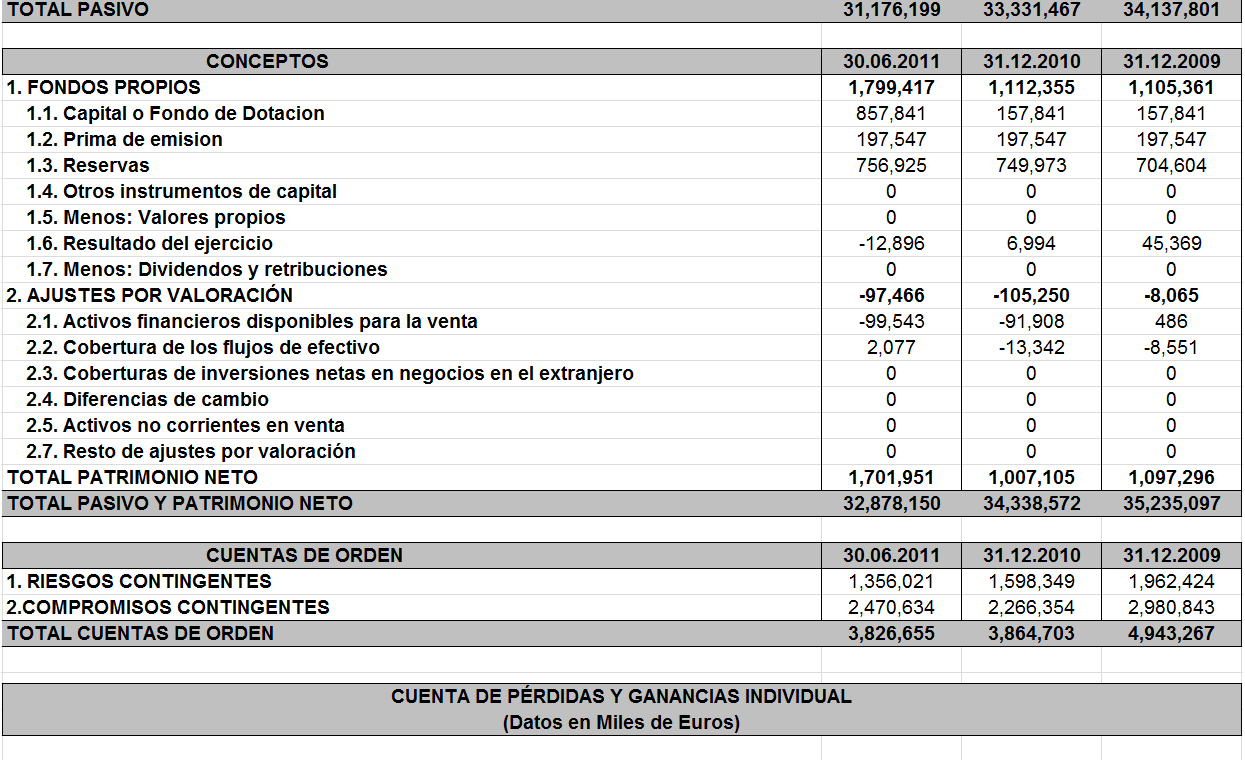 TOTAL PASIVO 31,176,199 33,331,467 34,137,801
CONCEPTOS 30.06.2011 31.12.2010 31.12.2009
1. FONDOS PROPIOS 1,799,417 1,112,355 1,105,361
1.1. Capital o Fondo de Dotacion 857,841 157,841 157,841
1.2. Prima de emision 197,547 197,547 197,547
1.3. Reservas 756,925 749,973 704,604
1.4. Otros instrumentos de capital 0 0 0
1.5. Menos: Valores propios 0 0 0
1.6. Resultado del ejercicio -12,896 6,994 45,369
1.7. Menos: Dividendos y retribuciones 0 0 0
2. AJUSTES POR VALORACIÓN -97,466 -105,250 -8,065
2.1. Activos financieros disponibles para la venta -99,543 -91,908 486
2.2. Cobertura de los flujos de efectivo 2,077 -13,342 -8,551
2.3. Coberturas de inversiones netas en negocios en el extranjero 0 0 0
2.4. Diferencias de cambio 0 0 0
2.5. Activos no corrientes en venta 0 0 0
2.7. Resto de ajustes por valoración 0 0 0
TOTAL PATRIMONIO NETO 1,701,951 1,007,105 1,097,296
TOTAL PASIVO Y PATRIMONIO NETO 32,878,150 34,338,572 35,235,097
CUENTAS DE ORDEN 30.06.2011 31.12.2010 31.12.2009
1. RIESGOS CONTINGENTES 1,356,021 1,598,349 1,962,424
2.COMPROMISOS CONTINGENTES 2,470,634 2,266,354 2,980,843
TOTAL CUENTAS DE ORDEN 3,826,655 3,864,703 4,943,267
CUENTA DE PÉRDIDAS Y GANANCIAS INDIVIDUAL
(Datos en Miles de Euros)